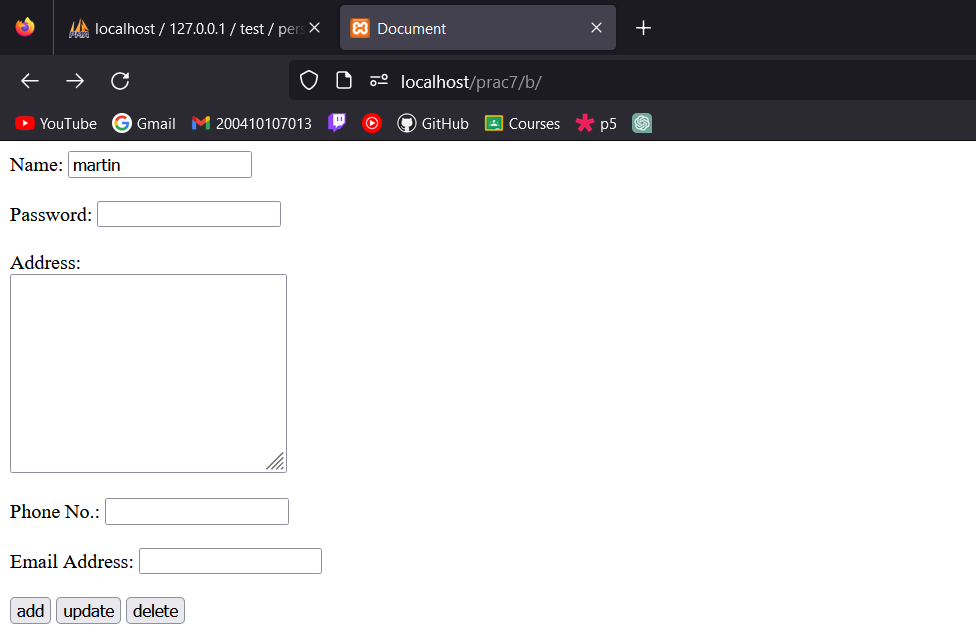 localhost / 127.0.0.1 / test / pers
Document
localhost/prac7/b/
YouTube Gmail 200410107013 GitHub Courses p5
Name: martin
Password:
Address:
Phone No.:
Email Address:
add update delete